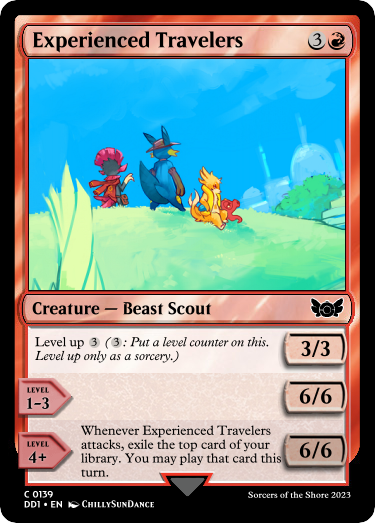 Experienced Travelers 3
Creature — Beast Scout
Level up 3 (3: Put a level counter on this.
Level up only as a sorcery.)
3/3
LEVEL
1-3
6/6
LEVEL
4+
Whenever Experienced Travelers
attacks, exile the top card of your
library. You may play that card this
turn.
6/6
C 0139
DD1 • EN ChillySunDance
Sorcers of the Shore 2023